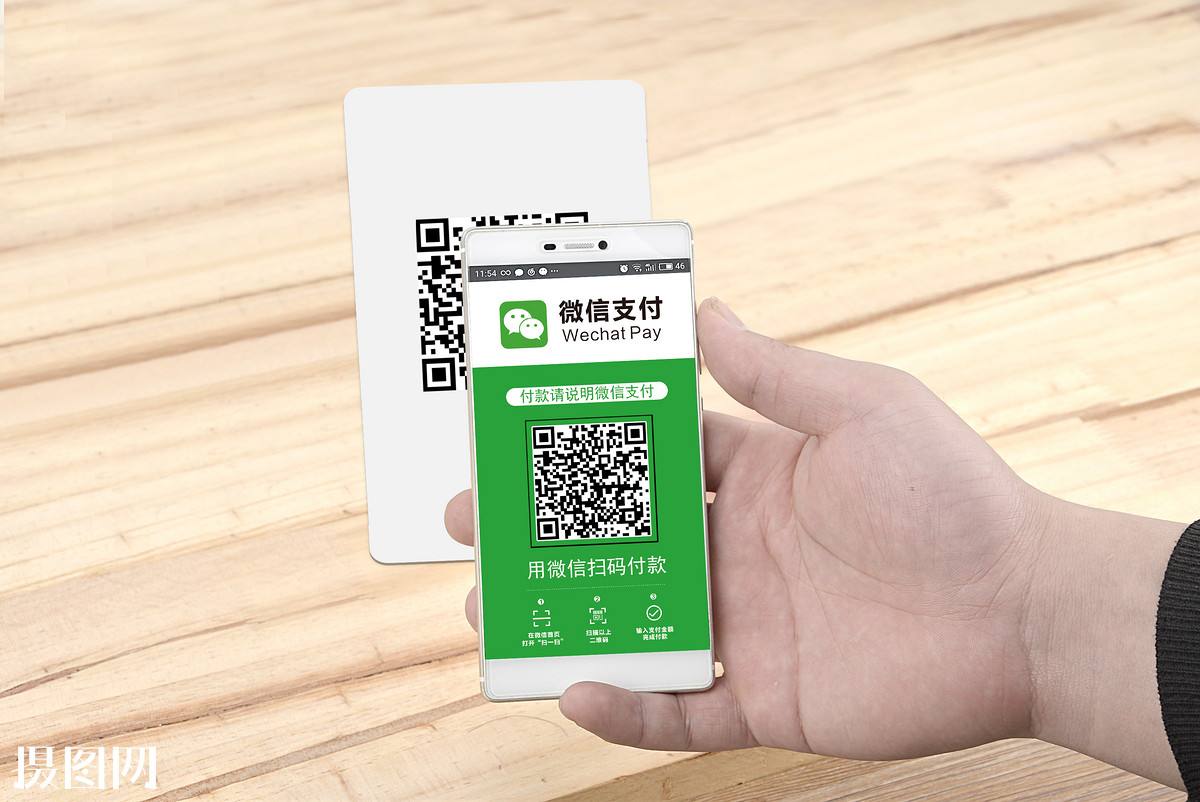 11:54
46
微信支付
Wechat Pay
付款请说明微信支付
用微信扫码付款
1 2 3
在微信首页
打开“扫一扫”
扫描以上
二维码
输入支付金额
完成付款
摄图网